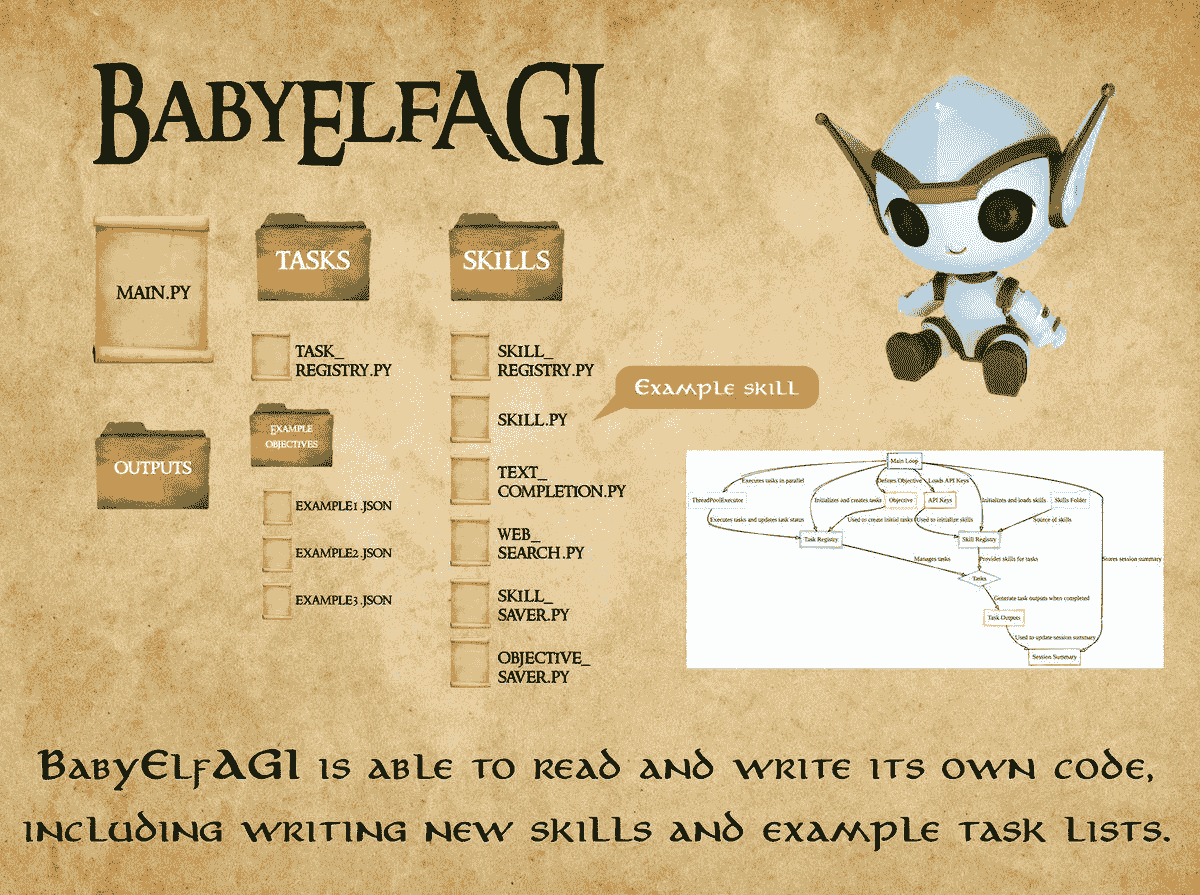 BabyElfAGI
MAIN.PY
TASKS
SKILLS
TASK_
REGISTRY.PY
SKILL_
REGISTRY.PY
Example skill
SKILL.PY
OUTPUTS
EXAMPLE
OBJECTIVES
TEXT_
COMPLETION.PY
EXAMPLE1.JSON
WEB_
SEARCH.PY
EXAMPLE2.JSON
SKILL_
SAVER.PY
EXAMPLE3.JSON
OBJECTIVE_
SAVER.PY
Main Loop
Executes tasks in parallel
Defines Objective
Loads API Keys
ThreadPoolExecutor
Initializes and creates tasks
Objective
API Keys
Initializes and loads skills
Skills Folder
Executes tasks and updates task status
Used to create initial tasks
Used to initialize skills
Source of skills
Task Registry
Skill Registry
Manages tasks
Provides skills for tasks
Stores session summary
Tasks
Generate task outputs when completed
Task Outputs
Used to update session summary
Session Summary
BabyElfAGI is able to read and write its own code,
including writing new skills and example task lists.